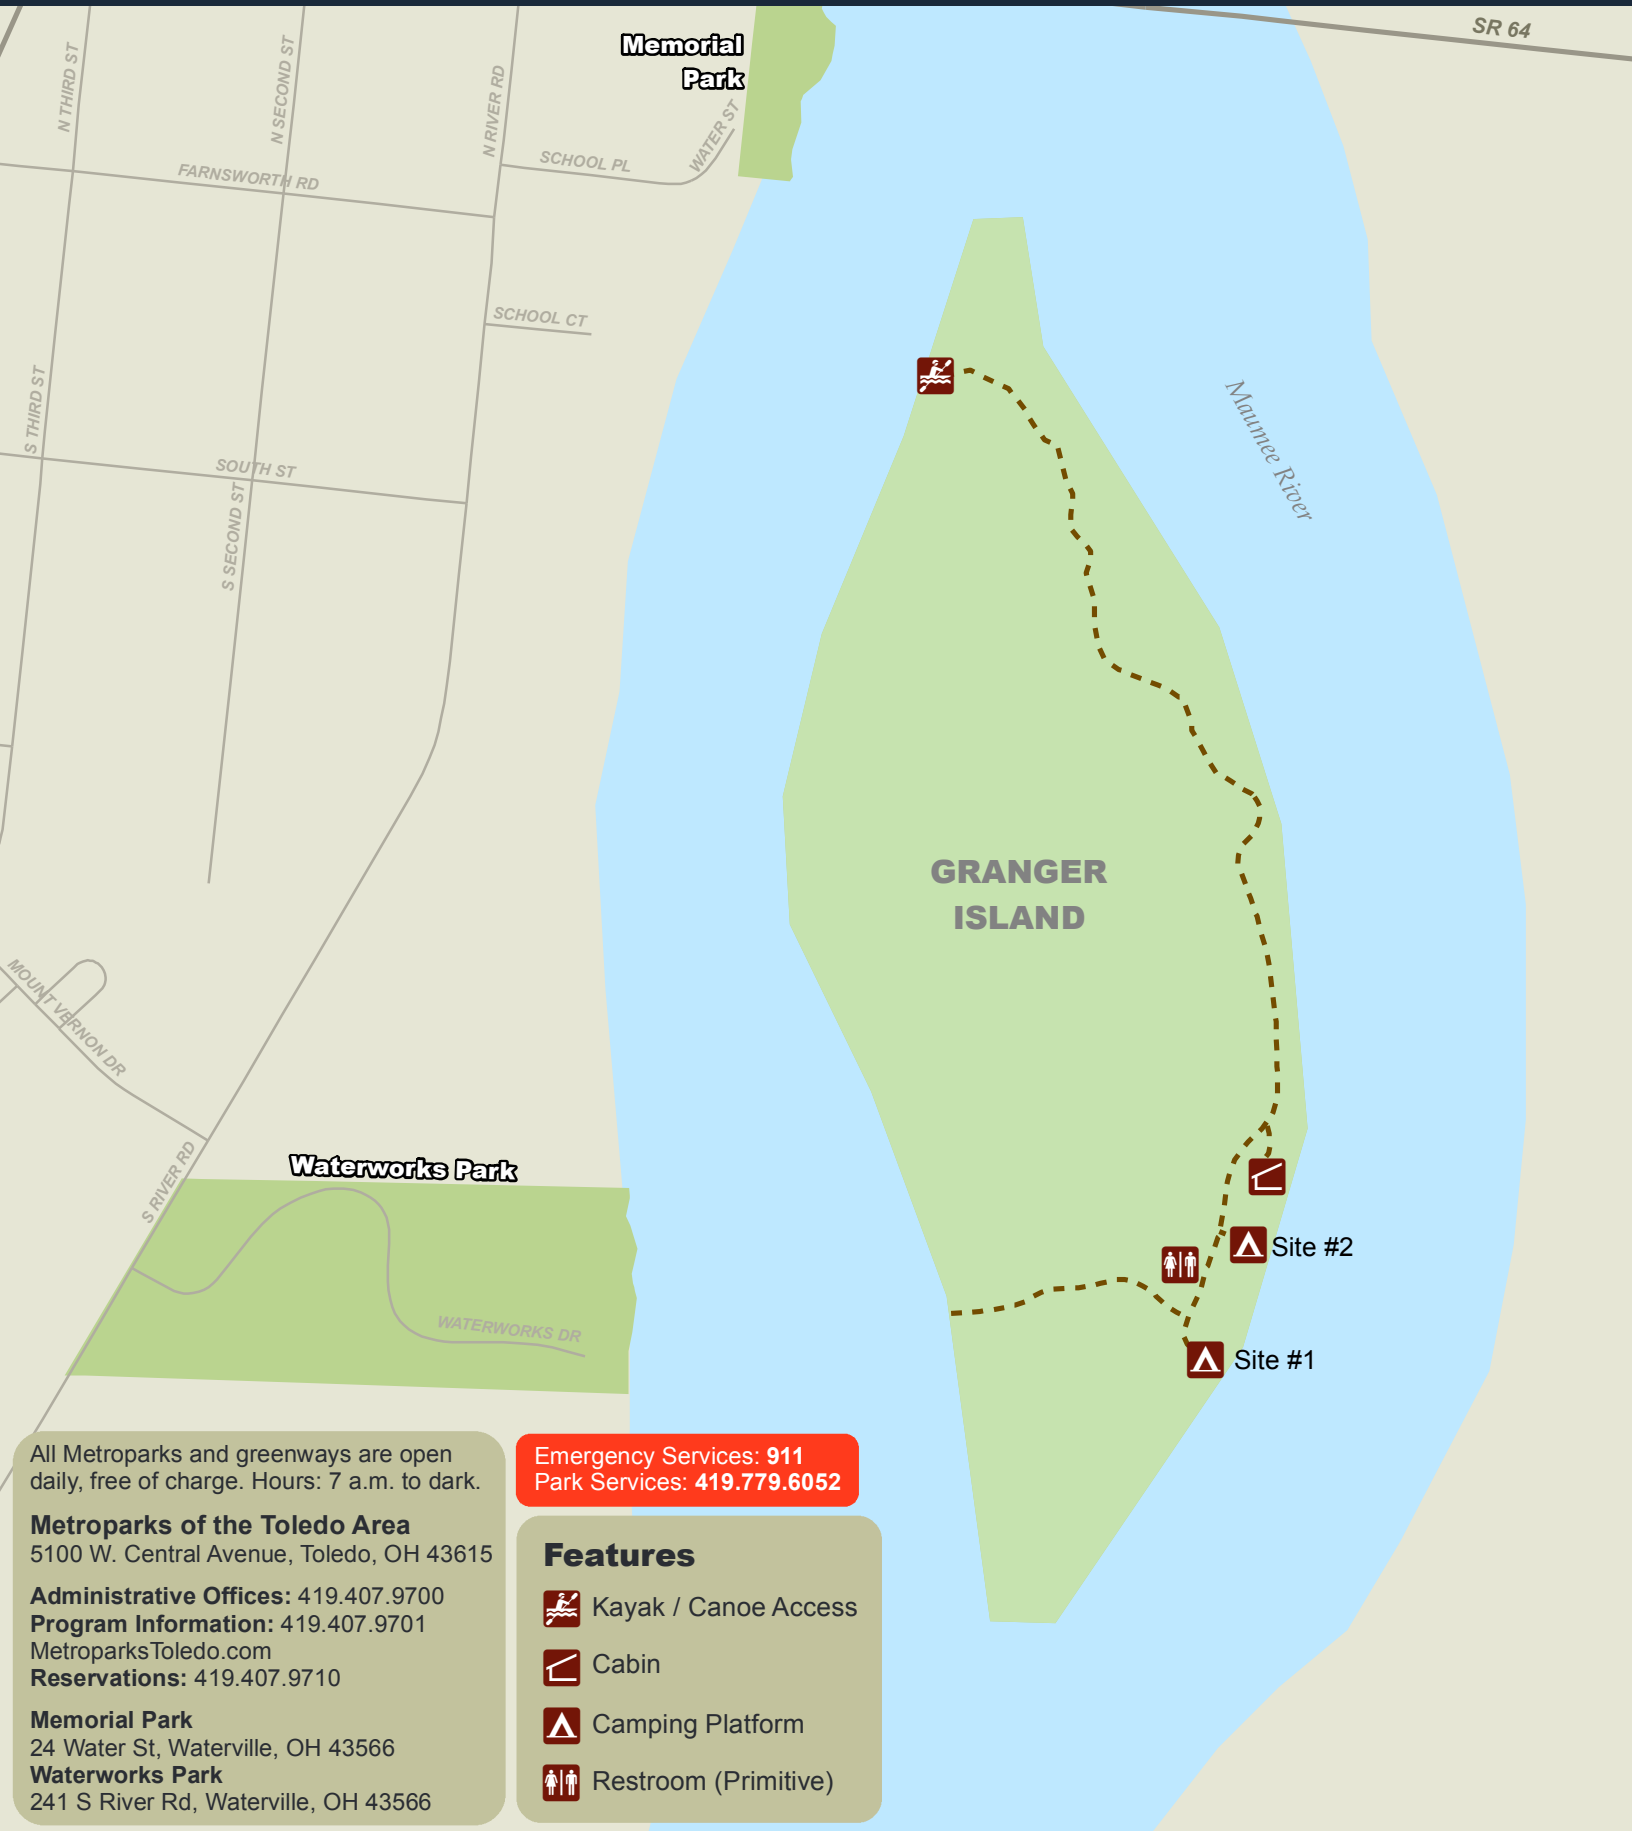 SR 64
Memorial
Park
N THIRD ST
N SECOND ST
N RIVER RD
WATER ST
SCHOOL PL
FARNSWORTH RD
SCHOOL CT
Maumee River
S THIRD ST
SOUTH ST
S SECOND ST
GRANGER
ISLAND
MOUNT VERNON DR
S RIVER RD
Waterworks Park
WATERWORKS DR
Site #2
Site #1
All Metroparks and greenways are open
daily, free of charge. Hours: 7 a.m. to dark.
Metroparks of the Toledo Area
5100 W. Central Avenue, Toledo, OH 43615
Administrative Offices: 419.407.9700
Program Information: 419.407.9701
MetroparksToledo.com
Reservations: 419.407.9710
Memorial Park
24 Water St, Waterville, OH 43566
Waterworks Park
241 S River Rd, Waterville, OH 43566
Emergency Services: 911
Park Services: 419.779.6052
Features
Kayak / Canoe Access
Cabin
Camping Platform
Restroom (Primitive)